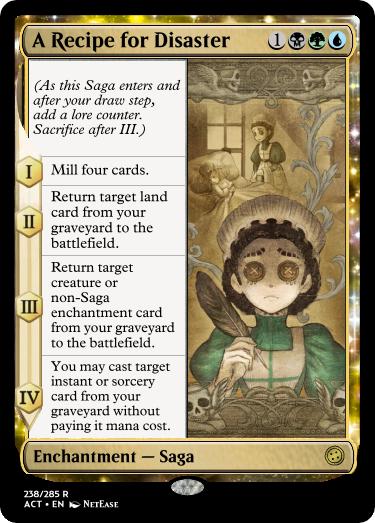 A Recipe for Disaster 1
(As this Saga enters and
after your draw step,
add a lore counter.
Sacrifice after III.)
I Mill four cards.
Return target land
II card from your
graveyard to the
battlefield.
Return target
creature or
non-Saga
III enchantment card
from your graveyard
to the battlefield.
You may cast target
instant or sorcery
IV card from your
graveyard without
paying it mana cost.
Enchantment — Saga
238/285 R
ACT • EN NetEase